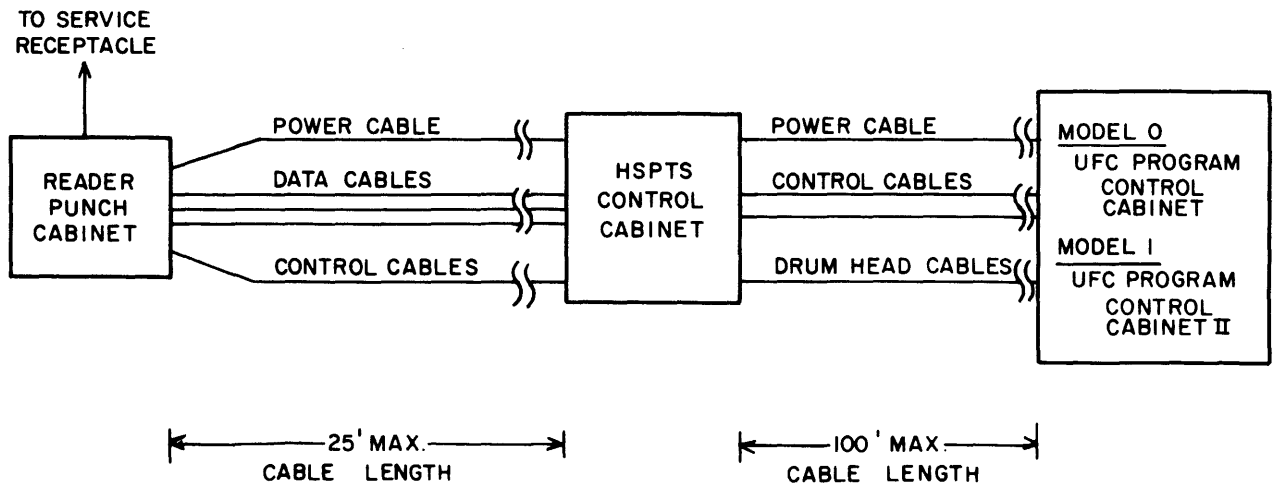 TO SERVICE
RECEPTACLE
READER
PUNCH
CABINET
POWER CABLE
DATA CABLES
CONTROL CABLES
HSPTS
CONTROL
CABINET
POWER CABLE
CONTROL CABLES
DRUM HEAD CABLES
MODEL O
UFC PROGRAM
CONTROL
CABINET
MODEL I
UFC PROGRAM
CONTROL
CABINET II
25' MAX.
CABLE LENGTH
100' MAX.
CABLE LENGTH